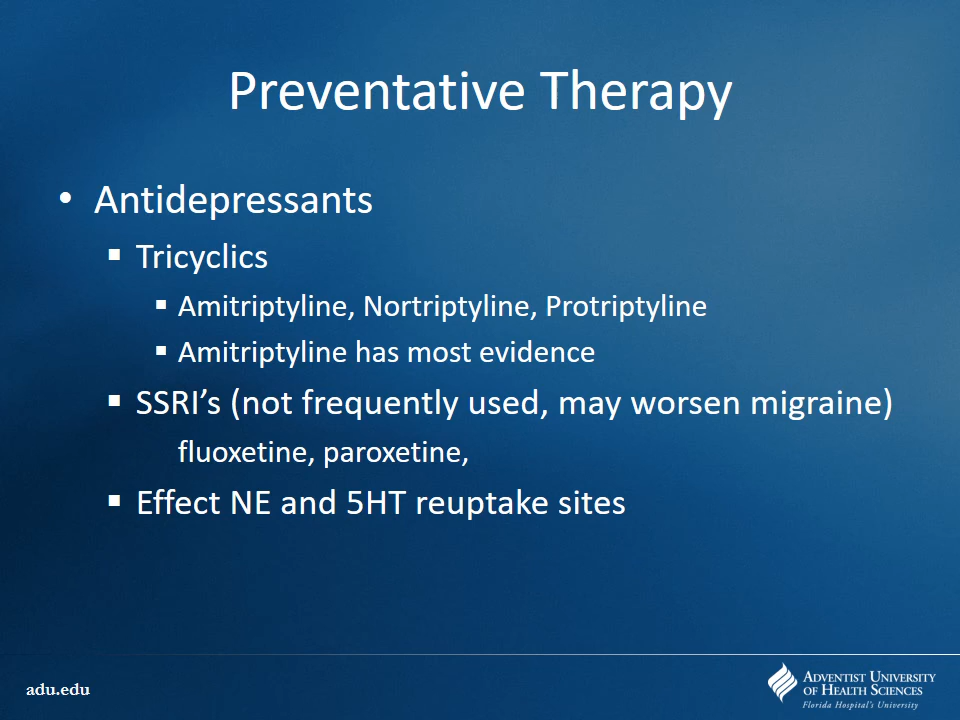 Preventative Therapy
• Antidepressants
▪ Tricyclics
▪ Amitriptyline, Nortriptyline, Protriptyline
▪ Amitriptyline has most evidence
▪ SSRI’s (not frequently used, may worsen migraine)
fluoxetine, paroxetine,
▪ Effect NE and 5HT reuptake sites
adu.edu
ADVENTIST UNIVERSITY
OF HEALTH SCIENCES
Florida Hospital's University